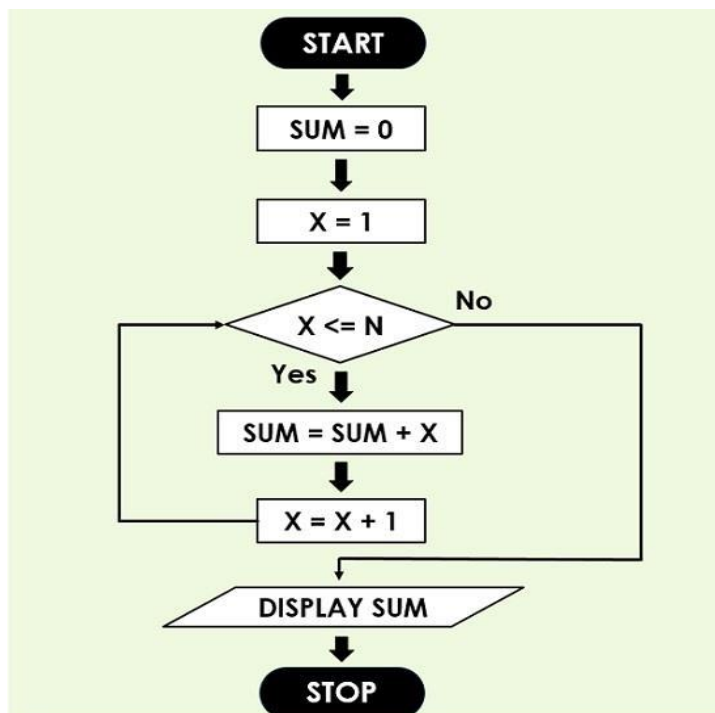 START
SUM = 0
X = 1
X <= N
No
Yes
SUM = SUM + X
X = X + 1
DISPLAY SUM
STOP